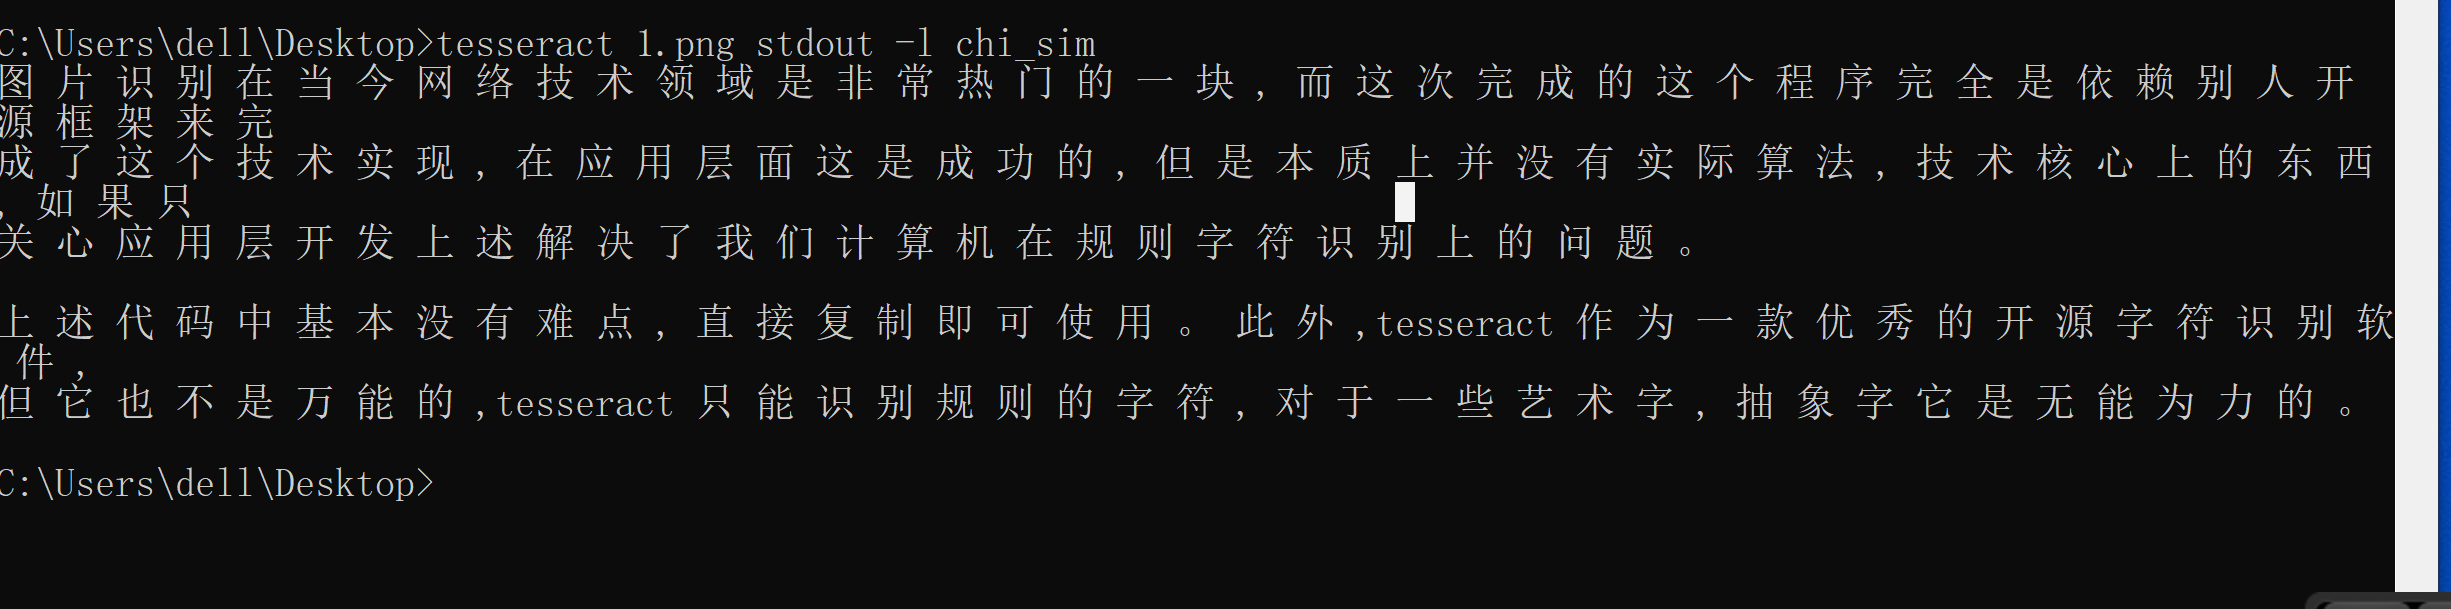 C:\Users\dell\Desktop>tesseract 1.png stdout -l chi_sim
图 片 识 别 在 当 今 网 络 技 术 领 域 是 非 常 热 门 的 一 块 , 而 这 次 完 成 的 这 个 程 序 完 全 是 依 赖 别 人 开
源 框 架 来 完
成 了 这 个 技 术 实 现 , 在 应 用 层 面 这 是 成 功 的 , 但 是 本 质 上 并 没 有 实 际 算 法 , 技 术 核 心 上 的 东 西
, 如 果 只
关 心 应 用 层 开 发 上 述 解 决 了 我 们 计 算 机 在 规 则 字 符 识 别 上 的 问 题 。
上 述 代 码 中 基 本 没 有 难 点 , 直 接 复 制 即 可 使 用 。 此 外 ,tesseract 作 为 一 款 优 秀 的 开 源 字 符 识 别 软
件 ,
但 它 也 不 是 万 能 的 ,tesseract 只 能 识 别 规 则 的 字 符 , 对 于 一 些 艺 术 字 , 抽 象 字 它 是 无 能 为 力 的 。
C:\Users\dell\Desktop>